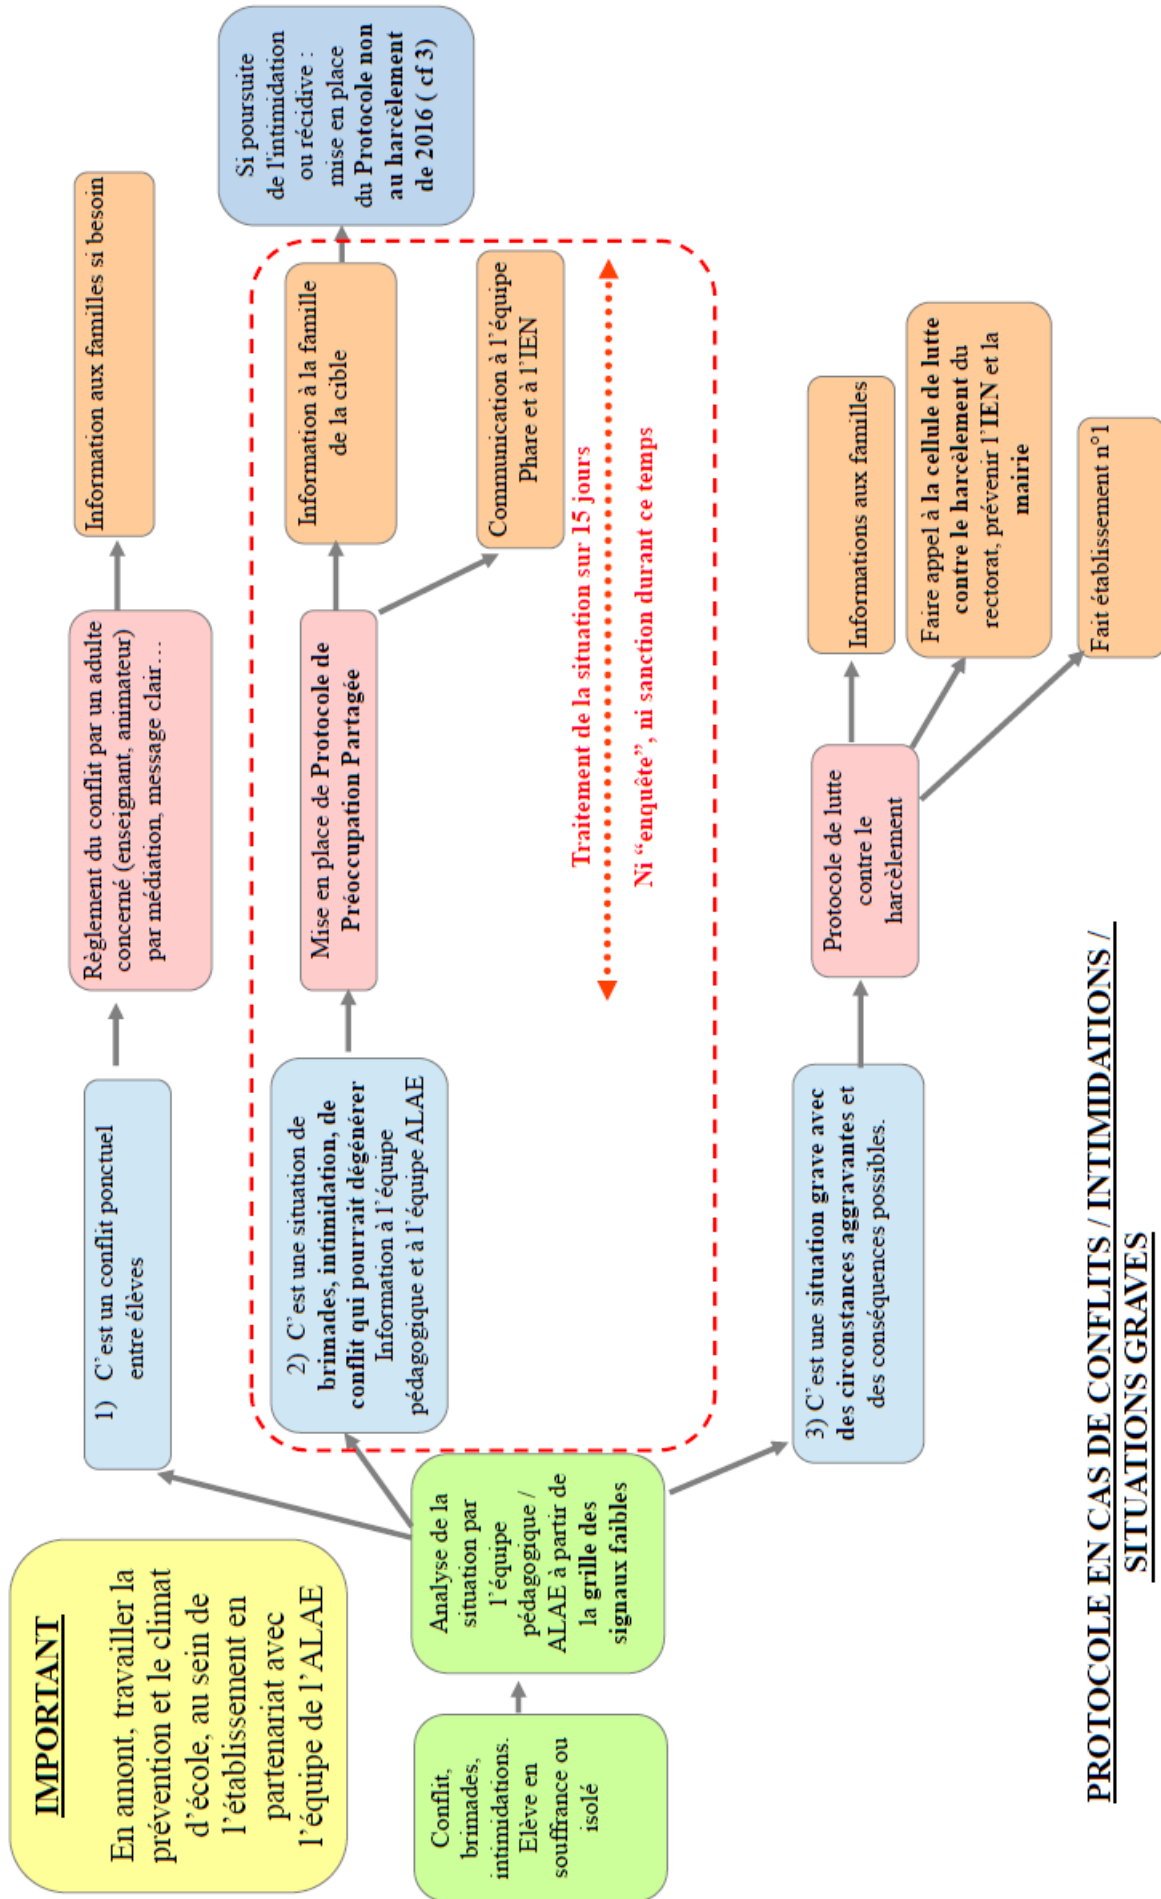 IMPORTANT
En amont, travailler la
prévention et le climat
d'école, au sein de
l'établissement en
partenariat avec
l'équipe de l'ALAE
Conflit,
brimades,
intimidations.
Elève en
souffrance ou
isolé
Analyse de la
situation par
l'équipe
pédagogique /
ALAE à partir de
la grille des
signaux faibles
1) C'est un conflit ponctuel
entre élèves
Règlement du conflit par un adulte
concerné (enseignant, animateur)
par médiation, message clair…
Information aux familles si besoin
2) C'est une situation de
brimades, intimidation, de
conflit qui pourrait dégénérer
Information à l'équipe
pédagogique et à l'équipe ALAE
Mise en place de Protocole de
Préoccupation Partagée
Information à la famille
de la cible
Communication à l'équipe
Phare et à l'IEN
Si poursuite
de l'intimidation
ou récidive :
mise en place
du Protocole non
au harcèlement
de 2016 ( cf 3)
Traitement de la situation sur 15 jours
Ni “enquête”, ni sanction durant ce temps
3) C'est une situation grave avec
des circonstances aggravantes et
des conséquences possibles.
Protocole de lutte
contre le
harcèlement
Informations aux familles
Faire appel à la cellule de lutte
contre le harcèlement du
rectorat, prévenir l'IEN et la
mairie
Fait établissement n°1
PROTOCOLE EN CAS DE CONFLITS / INTIMIDATIONS /
SITUATIONS GRAVES